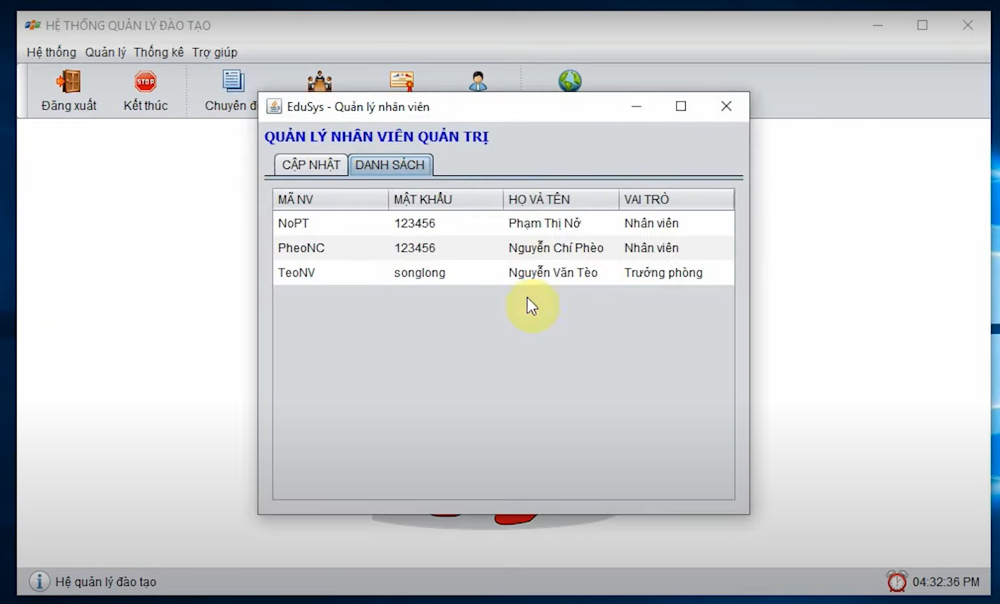 HỆ THỐNG QUẢN LÝ ĐÀO TẠO
Hệ thống Quản lý Thống kê Trợ giúp
STOP
Đăng xuất Kết thúc Chuyên đ
EduSys - Quản lý nhân viên
QUẢN LÝ NHÂN VIÊN QUẢN TRỊ
CẬP NHẬT DANH SÁCH
MÃ NV MẬT KHẨU HỌ VÀ TÊN VAI TRÒ
NoPT 123456 Phạm Thị Nở Nhân viên
PheoNC 123456 Nguyễn Chí Phèo Nhân viên
TeoNV songlong Nguyễn Văn Tèo Trưởng phòng
Hệ quản lý đào tạo 04:32:36 PM